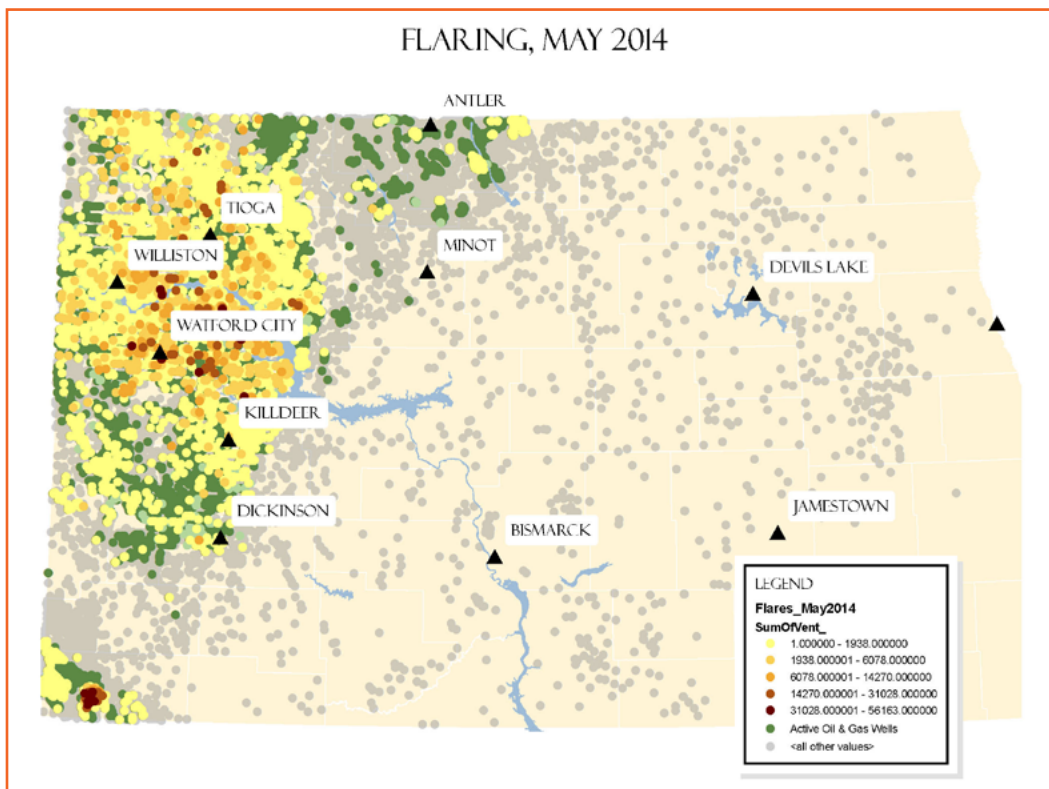 FLARING, MAY 2014
ANTLER
TIOGA
WILLISTON
MINOT
DEVILS LAKE
WATFORD CITY
KILLDEER
DICKINSON
BISMARCK
JAMESTOWN
LEGEND
Flares_May2014
SumOfVent_
1.000000 - 1938.000000
1938.000001 - 6078.000000
6078.000001 - 14270.000000
14270.000001 - 31028.000000
31028.000001 - 56163.000000
Active Oil & Gas Wells
<all other values>